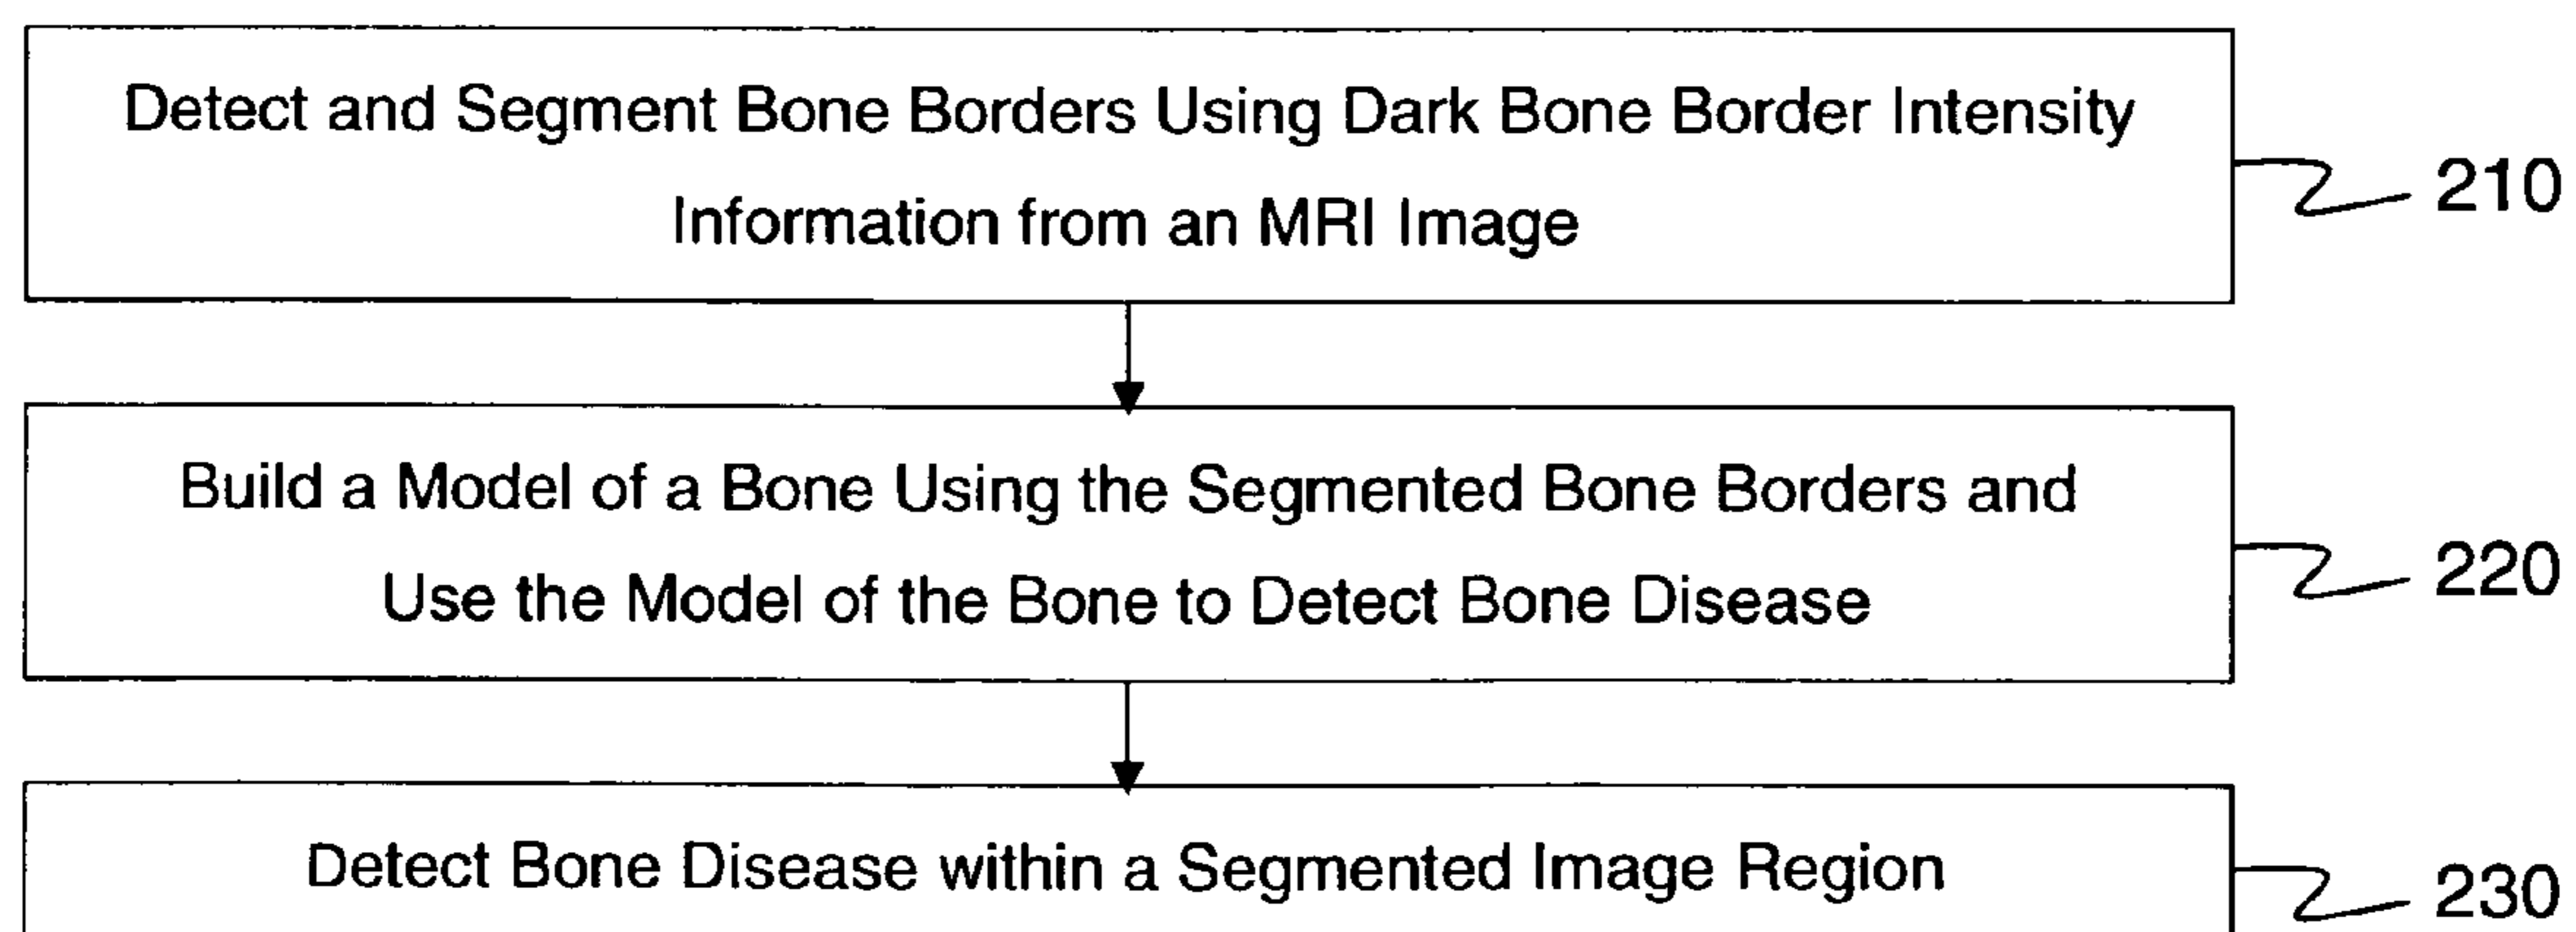 Detect and Segment Bone Borders Using Dark Bone Border Intensity
Information from an MRI Image
210
Build a Model of a Bone Using the Segmented Bone Borders and
Use the Model of the Bone to Detect Bone Disease
220
Detect Bone Disease within a Segmented Image Region
230